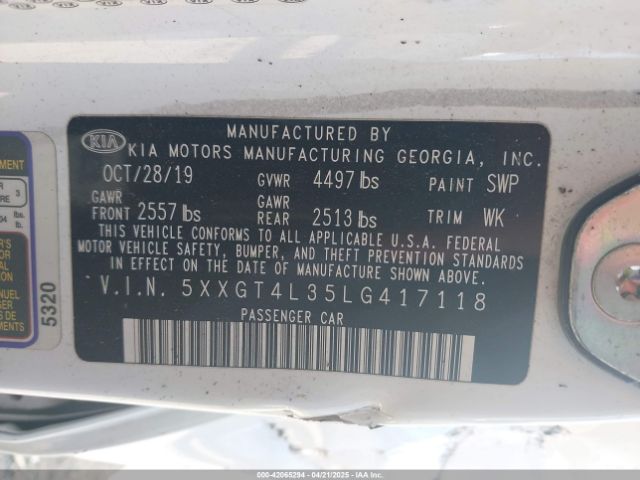 MANUFACTURED BY
KIA KIA MOTORS MANUFACTURING GEORGIA, INC.
OCT/28/19 GVWR 4497 lbs PAINT SWP
GAWR FRONT 2557 lbs GAWR REAR 2513 lbs TRIM WK
THIS VEHICLE CONFORMS TO ALL APPLICABLE U.S.A. FEDERAL
MOTOR VEHICLE SAFETY, BUMPER, AND THEFT PREVENTION STANDARDS
IN EFFECT ON THE DATE OF MANUFACTURE SHOWN ABOVE.
V.I.N. 5XXGT4L35LG417118
PASSENGER CAR
5320
000-42065294 04/21/2025 - IAA Inc.